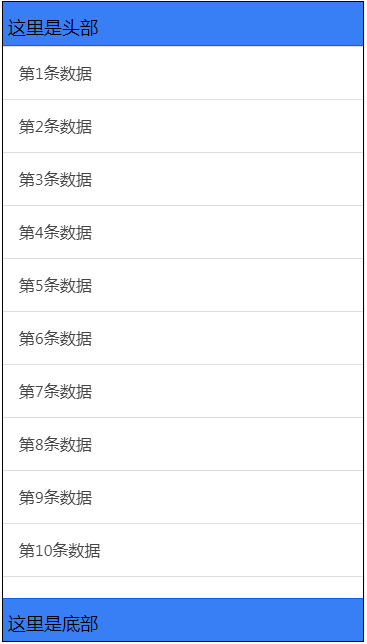 这里是头部
第1条数据
第2条数据
第3条数据
第4条数据
第5条数据
第6条数据
第7条数据
第8条数据
第9条数据
第10条数据
这里是底部